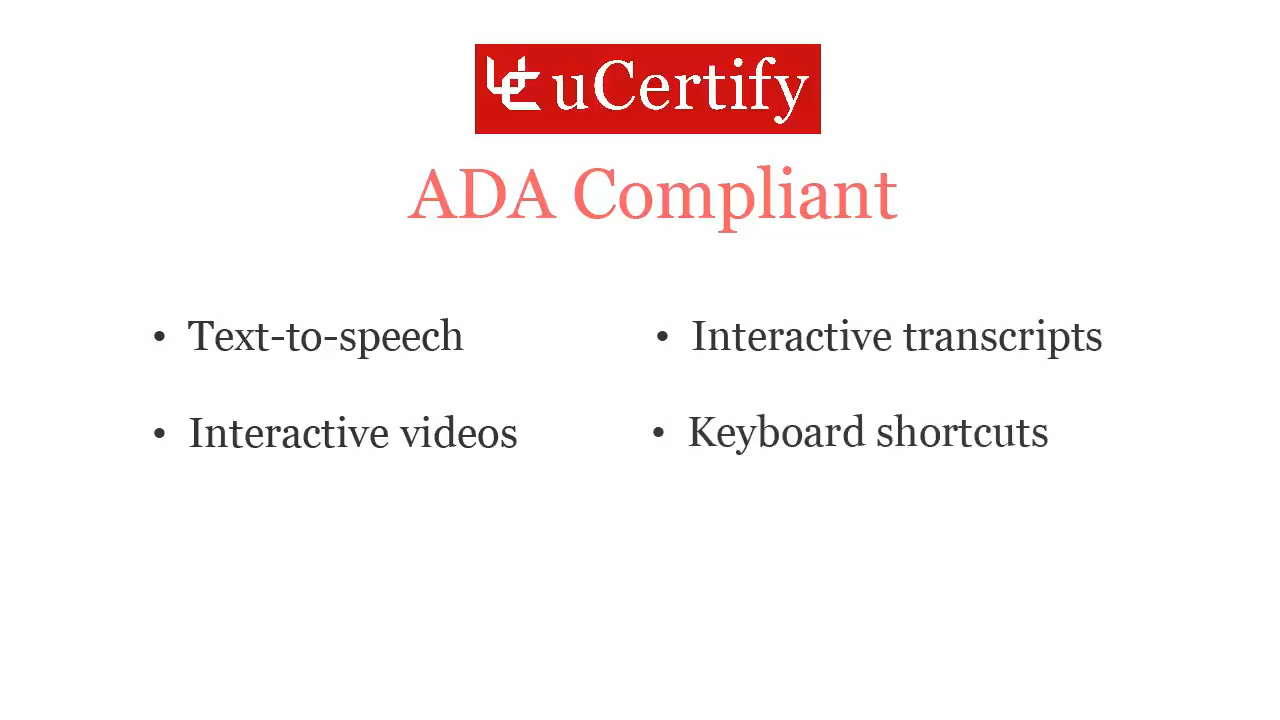 uCertify
ADA Compliant
• Text-to-speech
• Interactive transcripts
• Interactive videos
• Keyboard shortcuts